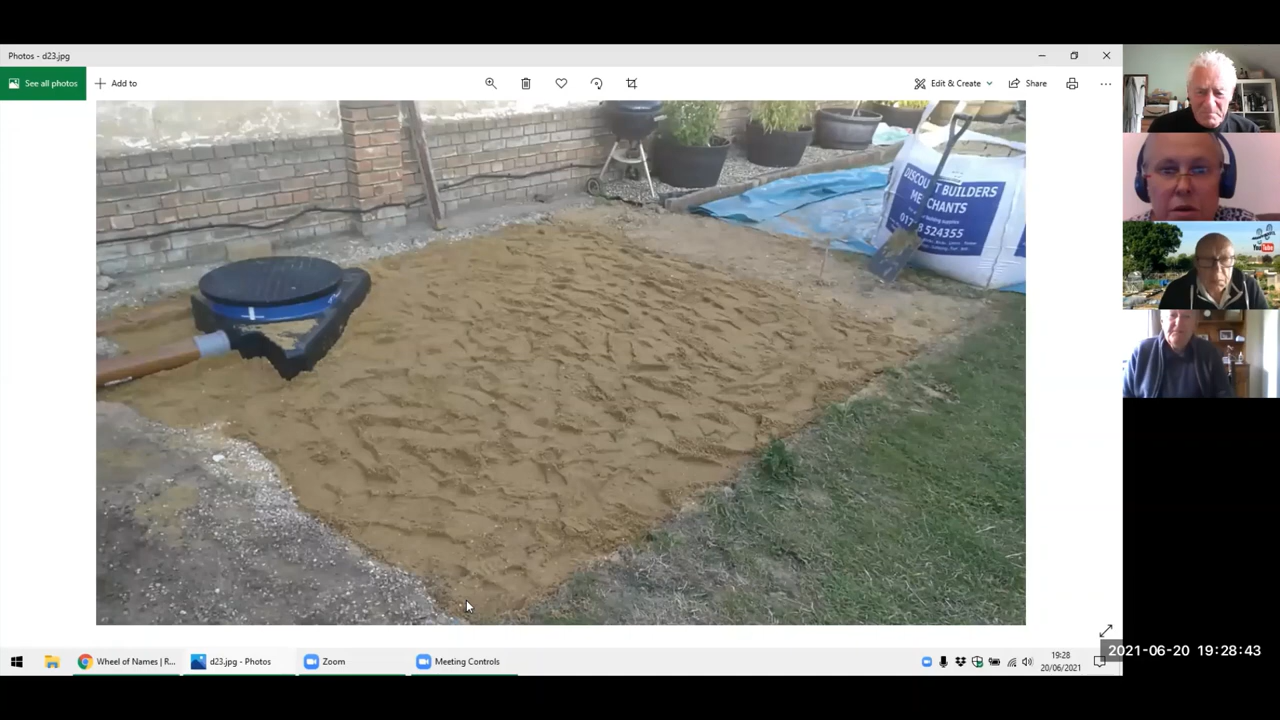 Photos - d23.jpg
See all photos
Add to
Edit & Create
Share
DISCOU T BUILDERS
ME CHANTS
524355
YouTube
Wheel of Names | R...
d23.jpg - Photos
Zoom
Meeting Controls
19:28
20/06/2021
2021-06-20 19:28:43